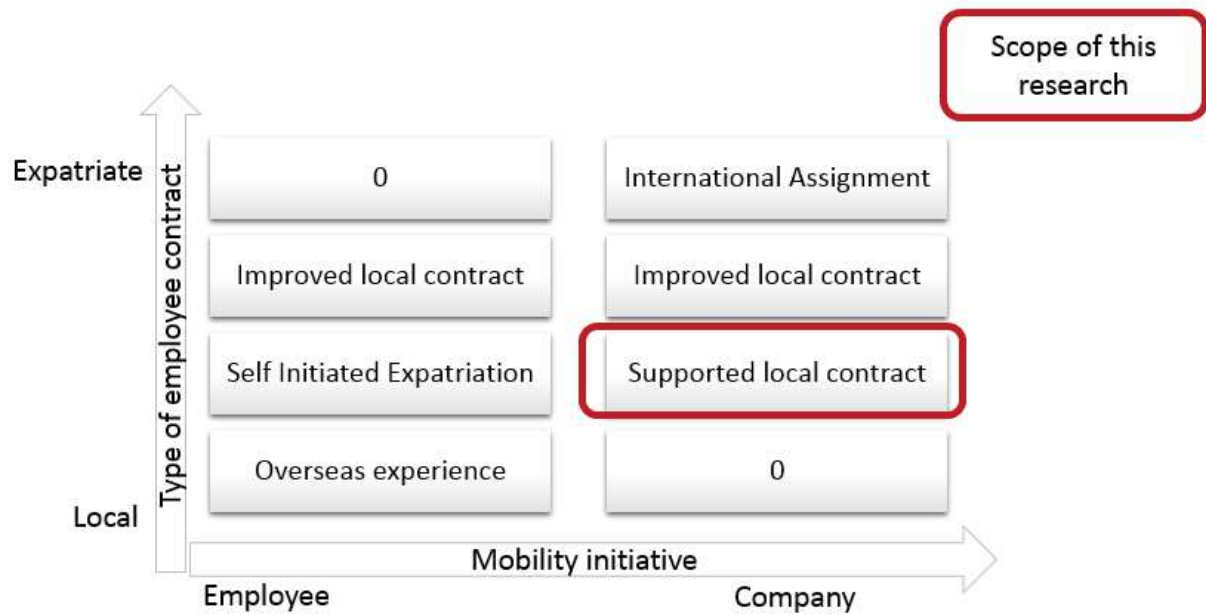 Scope of this
research
Expatriate
Type of employee contract
0
International Assignment
Improved local contract
Improved local contract
Self Initiated Expatriation
Supported local contract
Overseas experience
0
Local
Mobility initiative
Employee
Company